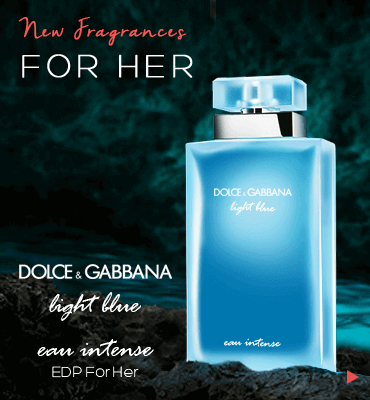 New Fragrances
FOR HER
DOLCE & GABBANA
light blue
eau intense
DOLCE & GABBANA
light blue
eau intense
EDP For Her